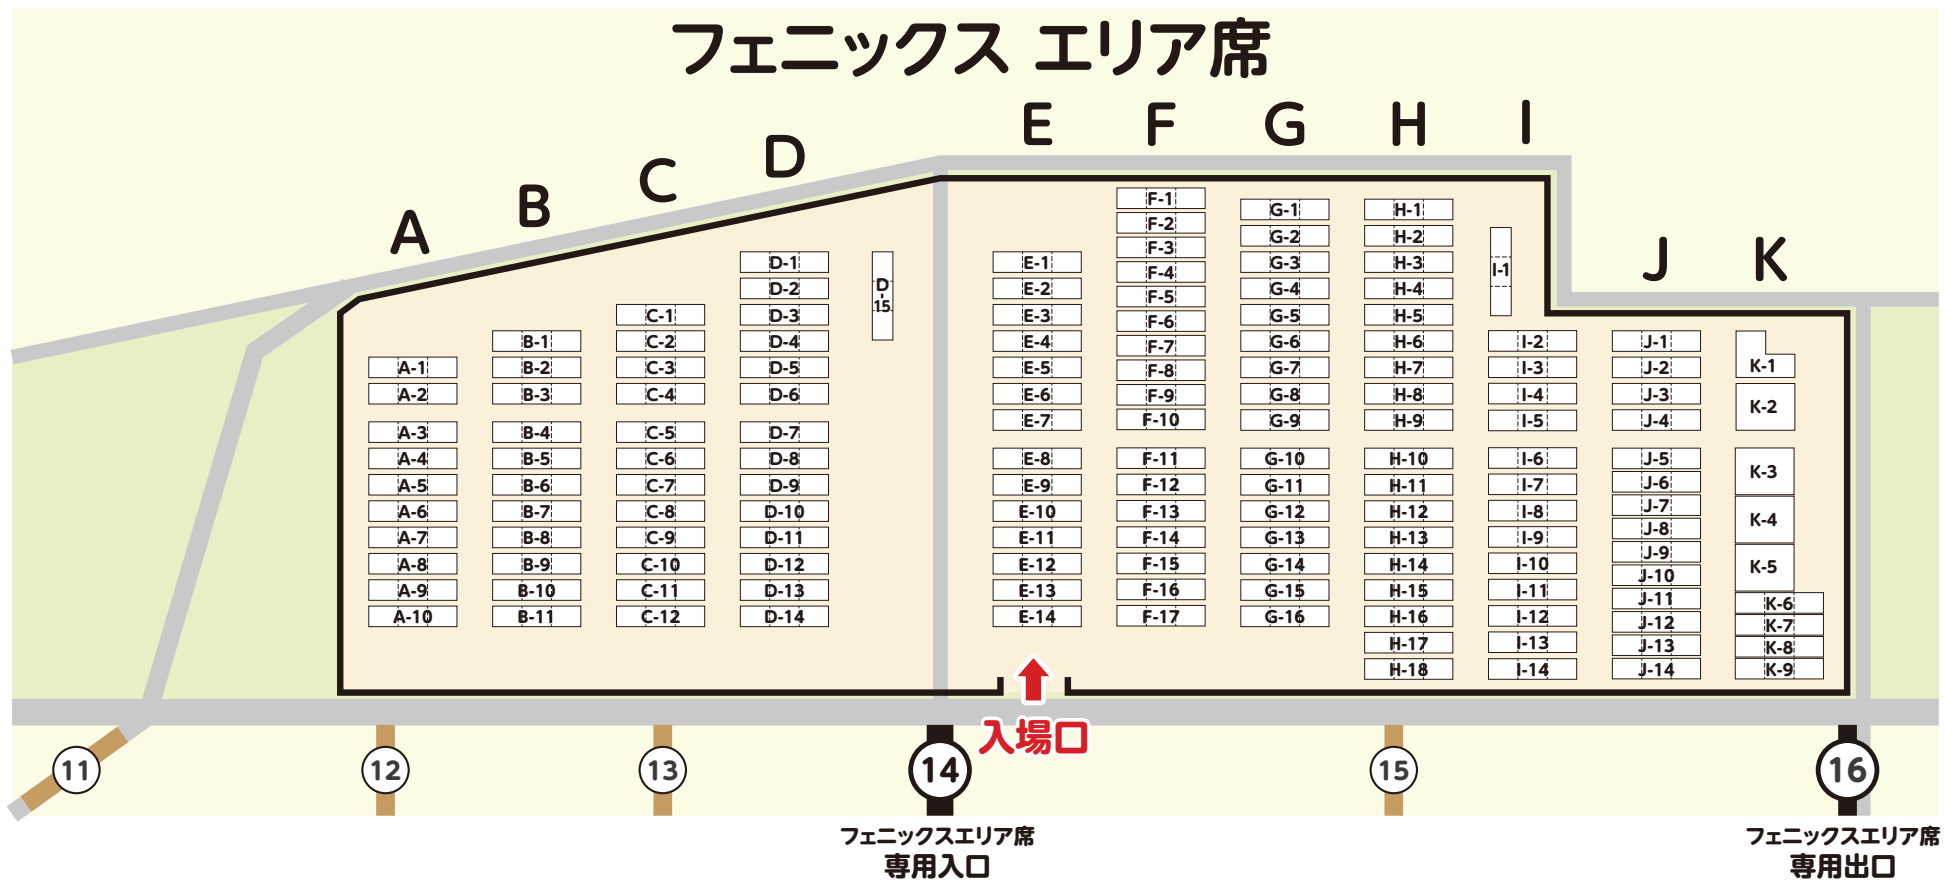 フェニックス エリア席
A
B
C
D
E
F
G
H
I
J
K
A-1
A-2
A-3
A-4
A-5
A-6
A-7
A-8
A-9
A-10
B-1
B-2
B-3
B-4
B-5
B-6
B-7
B-8
B-9
B-10
B-11
C-1
C-2
C-3
C-4
C-5
C-6
C-7
C-8
C-9
C-10
C-11
C-12
D-1
D-2
D-3
D-4
D-5
D-6
D-7
D-8
D-9
D-10
D-11
D-12
D-13
D-14
D-15
E-1
E-2
E-3
E-4
E-5
E-6
E-7
E-8
E-9
E-10
E-11
E-12
E-13
E-14
F-1
F-2
F-3
F-4
F-5
F-6
F-7
F-8
F-9
F-10
F-11
F-12
F-13
F-14
F-15
F-16
F-17
G-1
G-2
G-3
G-4
G-5
G-6
G-7
G-8
G-9
G-10
G-11
G-12
G-13
G-14
G-15
G-16
H-1
H-2
H-3
H-4
H-5
H-6
H-7
H-8
H-9
H-10
H-11
H-12
H-13
H-14
H-15
H-16
H-17
H-18
I-1
I-2
I-3
I-4
I-5
I-6
I-7
I-8
I-9
I-10
I-11
I-12
I-13
I-14
J-1
J-2
J-3
J-4
J-5
J-6
J-7
J-8
J-9
J-10
J-11
J-12
J-13
J-14
K-1
K-2
K-3
K-4
K-5
K-6
K-7
K-8
K-9
入場口
11
12
13
14
15
16
フェニックスエリア席
専用入口
フェニックスエリア席
専用出口